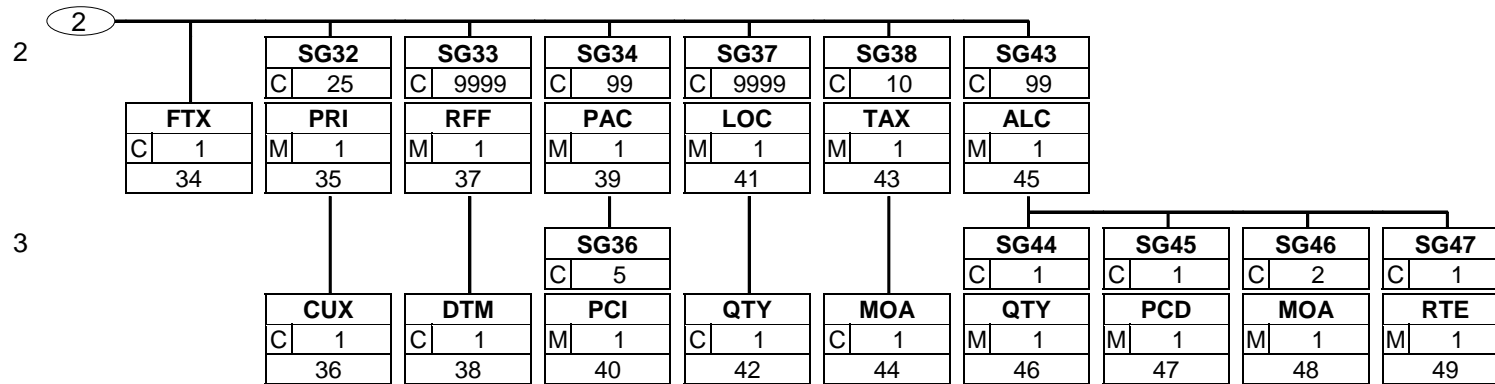 2
2
SG32 SG33 SG34 SG37 SG38 SG43
C 25 C 9999 C 99 C 9999 C 10 C 99
FTX PRI RFF PAC LOC TAX ALC
C 1 M 1 M 1 M 1 M 1 M 1 M 1
34 35 37 39 41 43 45
3
SG36 SG44 SG45 SG46 SG47
C 5 C 1 C 1 C 2 C 1
CUX DTM PCI QTY MOA QTY PCD MOA RTE
C 1 C 1 M 1 C 1 C 1 M 1 M 1 M 1 M 1
36 38 40 42 44 46 47 48 49